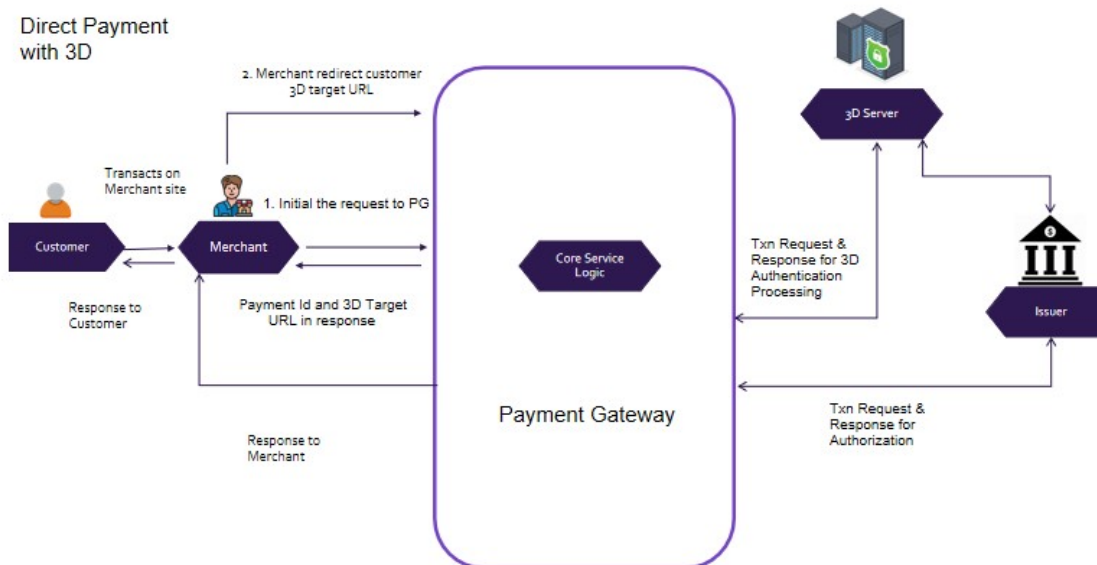 Direct Payment
with 3D
2. Merchant redirect customer
3D target URL
3D Server
Transacts on
Merchant site
1. Initial the request to PG
Customer
Merchant
Core Service
Logic
Txn Request &
Response for 3D
Authentication
Processing
$
Issuer
Response to
Customer
Payment Id and 3D Target
URL in response
Payment Gateway
Txn Request &
Response for
Authorization
Response to
Merchant